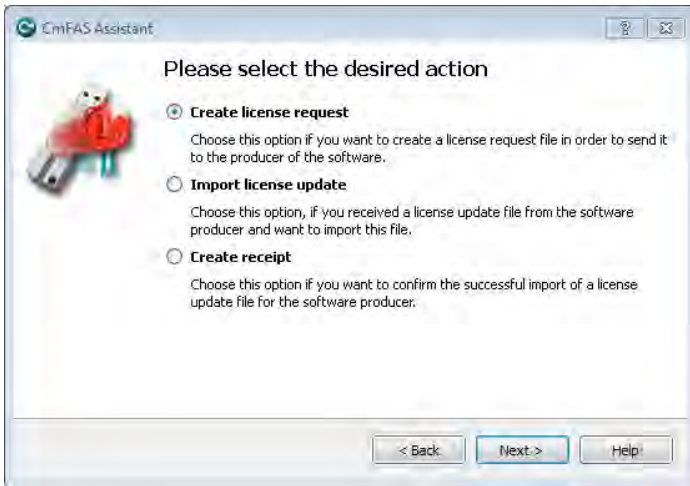 CmFAS Assistant
Please select the desired action
Create license request
Choose this option if you want to create a license request file in order to send it
to the producer of the software.
Import license update
Choose this option, if you received a license update file from the software
producer and want to import this file.
Create receipt
Choose this option if you want to confirm the successful import of a license
update file for the software producer.
< Back Next > Help